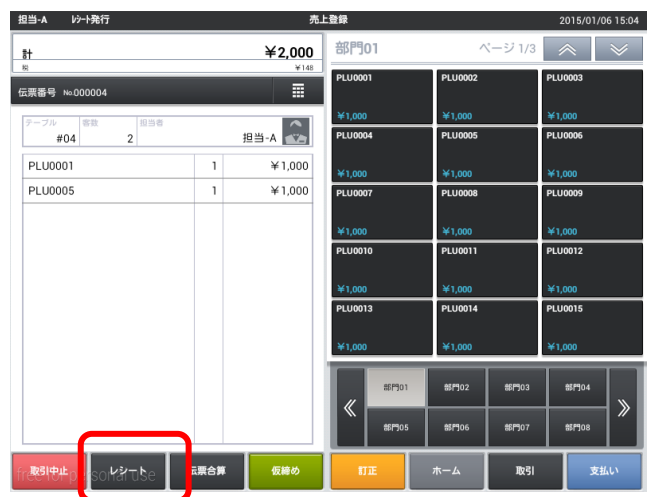 担当-A レシート発行 売上登録 2015/01/06 15:04
計 ¥2,000
税 ¥148
伝票番号 No.000004
テーブル 客数 担当者
#04 2 担当-A
PLU0001 1 ¥1,000
PLU0005 1 ¥1,000
部門01 ページ 1/3
PLU0001 PLU0002 PLU0003
¥1,000 ¥1,000 ¥1,000
PLU0004 PLU0005 PLU0006
¥1,000 ¥1,000 ¥1,000
PLU0007 PLU0008 PLU0009
¥1,000 ¥1,000 ¥1,000
PLU0010 PLU0011 PLU0012
¥1,000 ¥1,000 ¥1,000
PLU0013 PLU0014 PLU0015
¥1,000 ¥1,000 ¥1,000
部門01 部門02 部門03 部門04
部門05 部門06 部門07 部門08
取引中止 レシート 伝票合算 仮締め 訂正 ホーム 取引 支払い
free for personal use